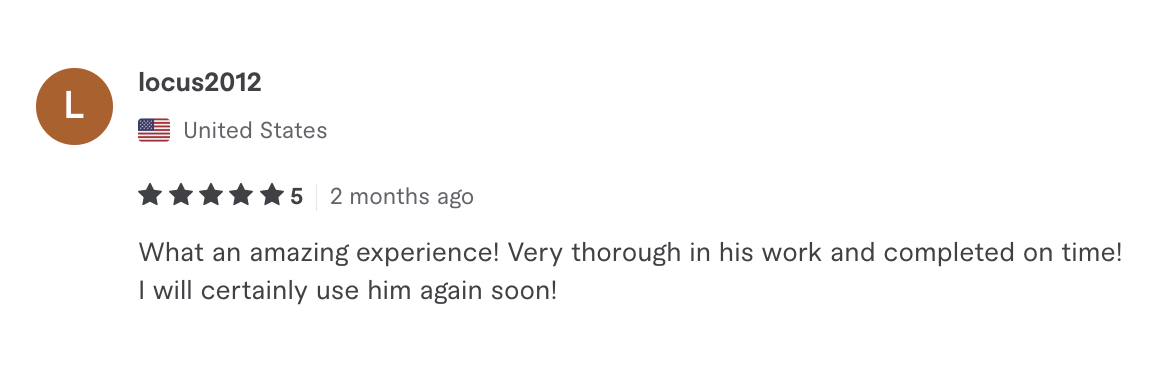 L
locus2012
United States
5 2 months ago
What an amazing experience! Very thorough in his work and completed on time!
I will certainly use him again soon!